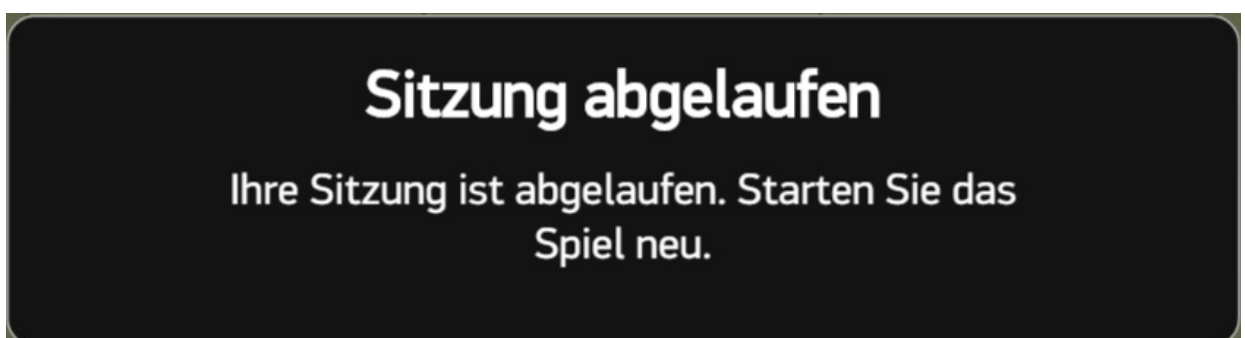 Sitzung abgelaufen
Ihre Sitzung ist abgelaufen. Starten Sie das
Spiel neu.